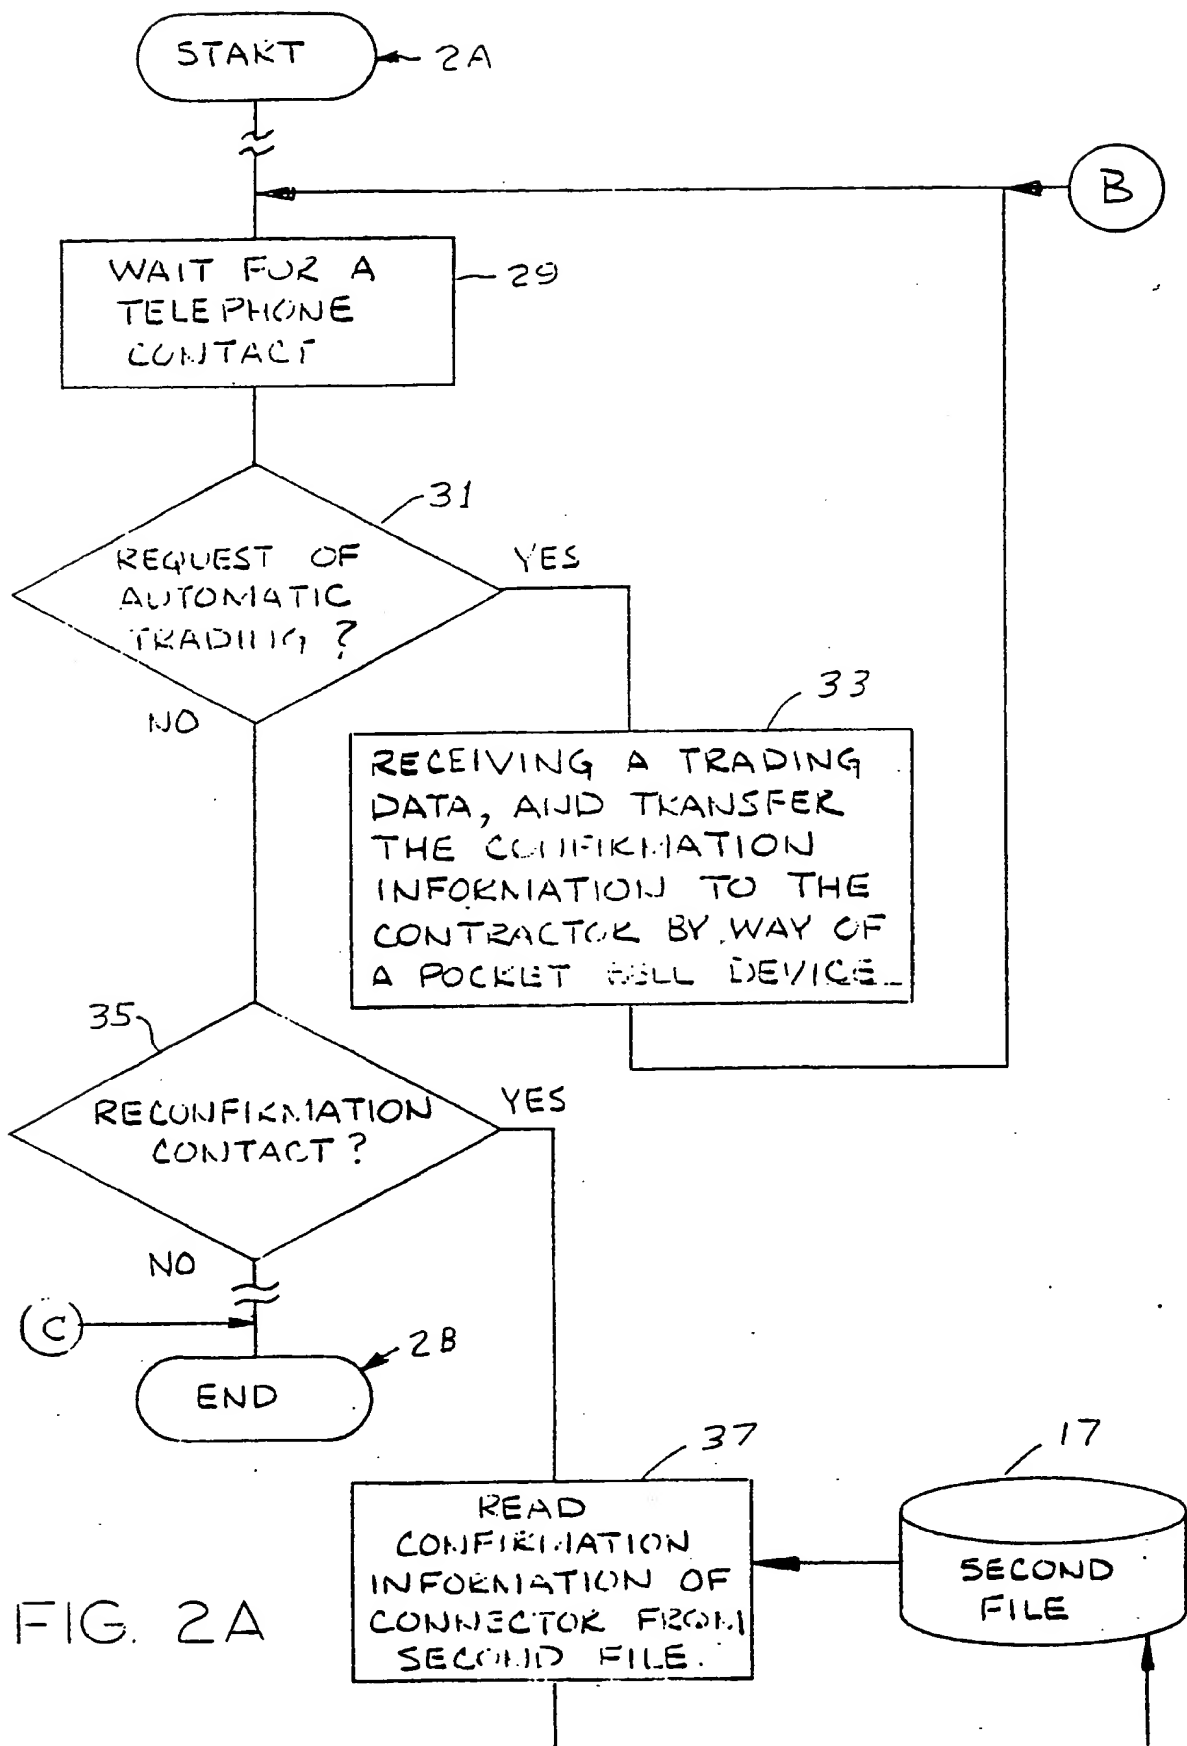 START
2A
B
WAIT FOR A
TELEPHONE
CONTACT
29
31
REQUEST OF
AUTOMATIC
TRADING?
YES
NO
33
RECEIVING A TRADING
DATA, AND TRANSFER
THE CONFIRMATION
INFORMATION TO THE
CONTRACTOR BY WAY OF
A POCKET BELL DEVICE.
35
RECONFIRMATION
CONTACT?
YES
NO
C
2B
END
37
READ
CONFIRMATION
INFORMATION OF
CONNECTOR FROM
SECOND FILE.
17
SECOND
FILE
FIG. 2A